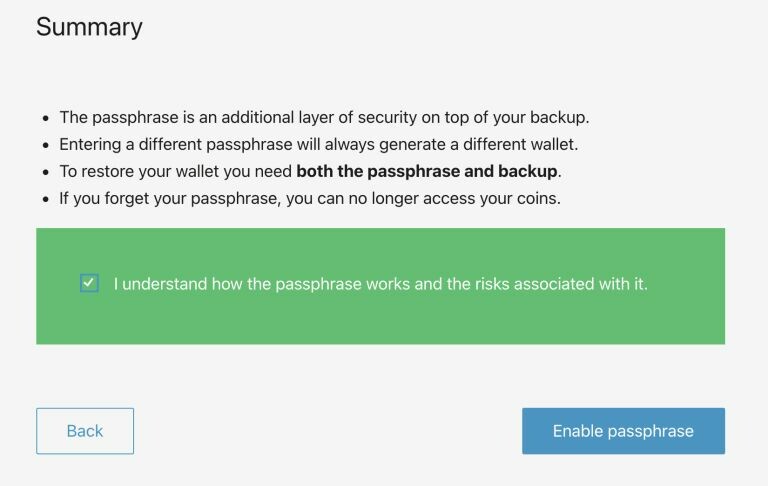 Summary
The passphrase is an additional layer of security on top of your backup.
Entering a different passphrase will always generate a different wallet.
To restore your wallet you need both the passphrase and backup.
If you forget your passphrase, you can no longer access your coins.
I understand how the passphrase works and the risks associated with it.
Back
Enable passphrase